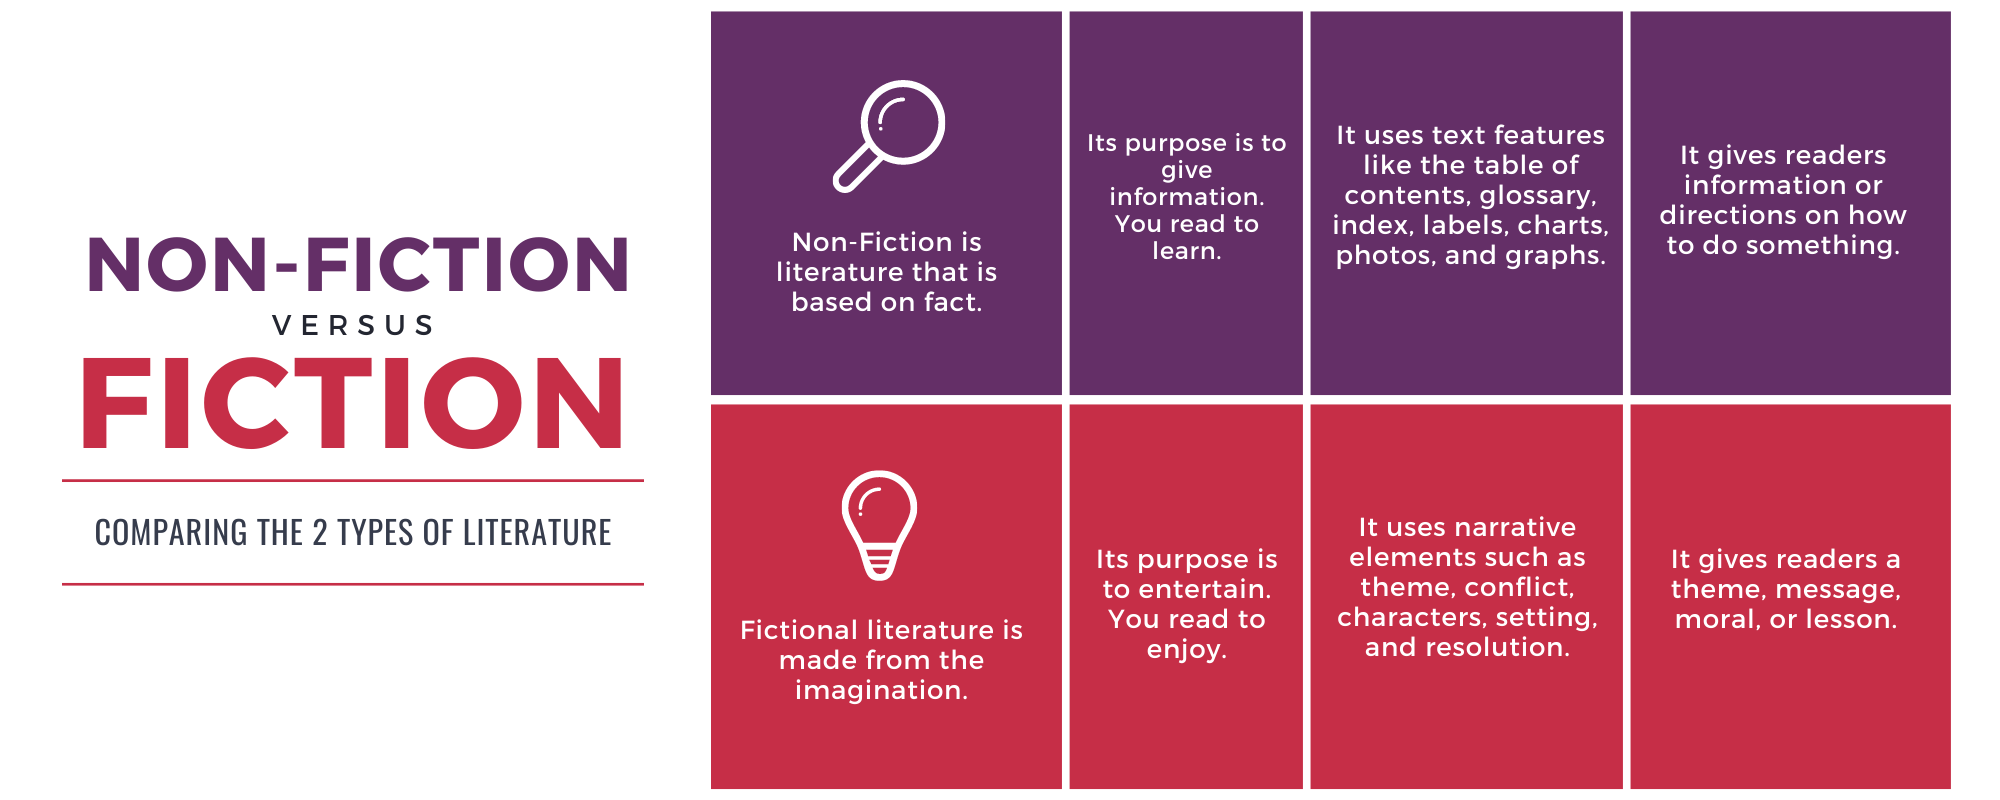 NON-FICTION
VERSUS
FICTION
COMPARING THE 2 TYPES OF LITERATURE
Non-Fiction is
literature that is
based on fact.
Its purpose is to
give
information.
You read to
learn.
It uses text features
like the table of
contents, glossary,
index, labels, charts,
photos, and graphs.
It gives readers
information or
directions on how
to do something.
Fictional literature is
made from the
imagination.
Its purpose is
to entertain.
You read to
enjoy.
It uses narrative
elements such as
theme, conflict,
characters, setting,
and resolution.
It gives readers a
theme, message,
moral, or lesson.